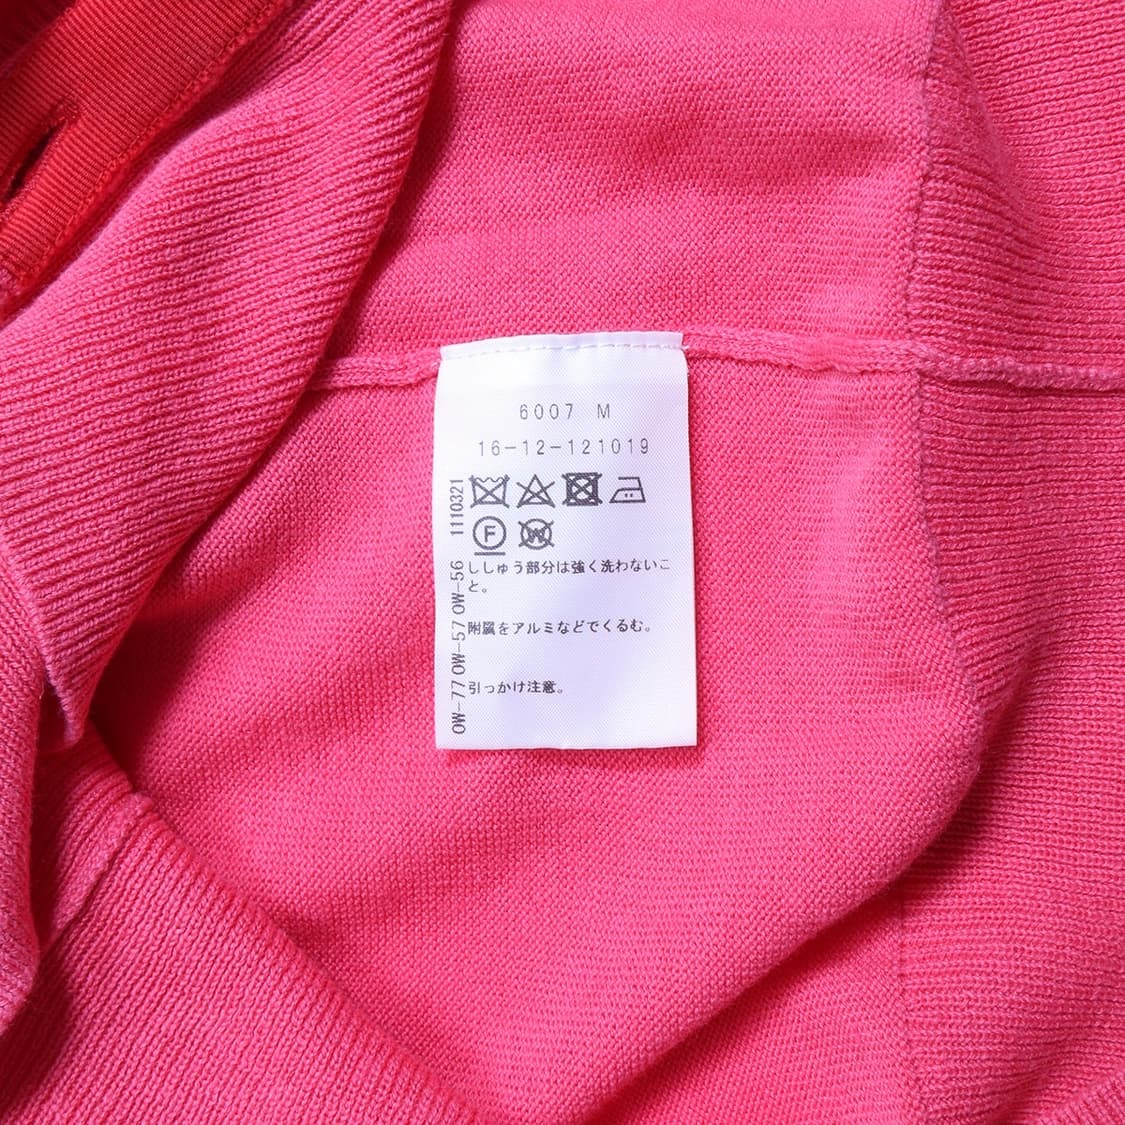 6007 M
16-12-121019
F W
ししゅう部分は強く洗わないこ
と。
附属をアルミなどでくるむ。
引っかけ注意。
OW-77 OW-57 OW-56 1110321